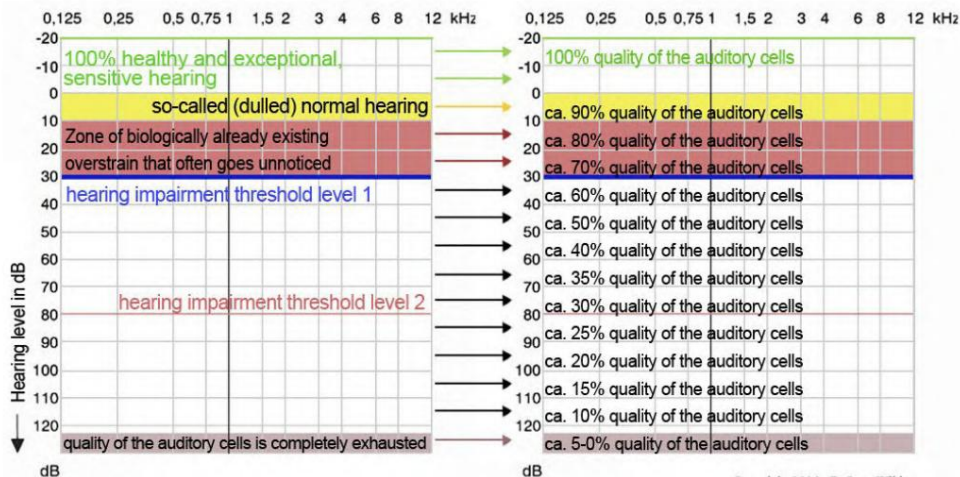 0,125 0,25 0,5 0,75 1 1,5 2 3 4 6 8 12 kHz
0,125 0,25 0,5 0,75 1 1,5 2 3 4 6 8 12 kHz
-20
-10
0
10
20
30
40
50
60
70
80
90
100
110
120
dB
Hearing level in dB
100% healthy and exceptional,
sensitive hearing
so-called (dulled) normal hearing
Zone of biologically already existing
overstrain that often goes unnoticed
hearing impairment threshold level 1
hearing impairment threshold level 2
quality of the auditory cells is completely exhausted
-20
-10
0
10
20
30
40
50
60
70
80
90
100
110
120
dB
100% quality of the auditory cells
ca. 90% quality of the auditory cells
ca. 80% quality of the auditory cells
ca. 70% quality of the auditory cells
ca. 60% quality of the auditory cells
ca. 50% quality of the auditory cells
ca. 40% quality of the auditory cells
ca. 35% quality of the auditory cells
ca. 30% quality of the auditory cells
ca. 25% quality of the auditory cells
ca. 20% quality of the auditory cells
ca. 15% quality of the auditory cells
ca. 10% quality of the auditory cells
ca. 5-0% quality of the auditory cells